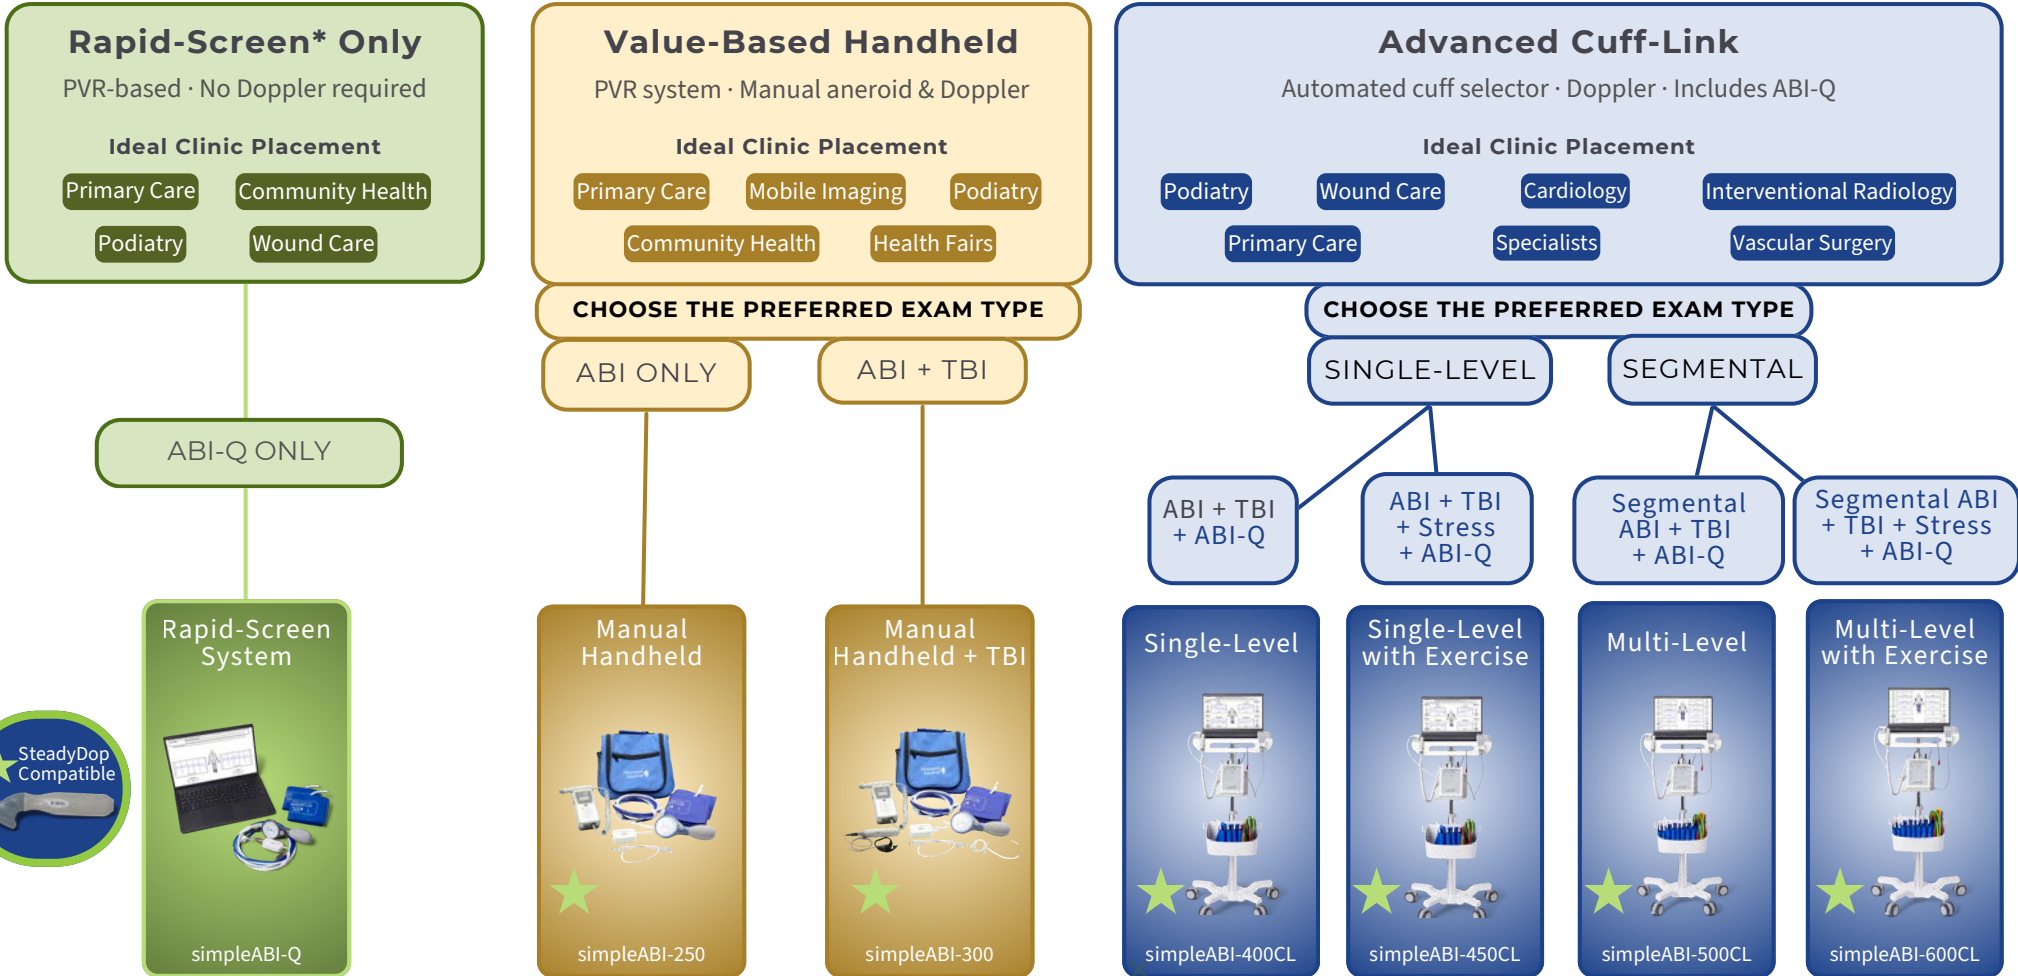 Rapid-Screen* Only
PVR-based · No Doppler required
Ideal Clinic Placement
Primary Care
Community Health
Podiatry
Wound Care
ABI-Q ONLY
Rapid-Screen
System
simpleABI-Q
SteadyDop
Compatible
Value-Based Handheld
PVR system · Manual aneroid & Doppler
Ideal Clinic Placement
Primary Care
Mobile Imaging
Podiatry
Community Health
Health Fairs
CHOOSE THE PREFERRED EXAM TYPE
ABI ONLY
ABI + TBI
Manual
Handheld
simpleABI-250
Manual
Handheld + TBI
simpleABI-300
Advanced Cuff-Link
Automated cuff selector · Doppler · Includes ABI-Q
Ideal Clinic Placement
Podiatry
Wound Care
Cardiology
Interventional Radiology
Primary Care
Specialists
Vascular Surgery
CHOOSE THE PREFERRED EXAM TYPE
SINGLE-LEVEL
SEGMENTAL
ABI + TBI
+ ABI-Q
ABI + TBI
+ Stress
+ ABI-Q
Segmental
ABI + TBI
+ ABI-Q
Segmental ABI
+ TBI + Stress
+ ABI-Q
Single-Level
simpleABI-400CL
Single-Level
with Exercise
simpleABI-450CL
Multi-Level
simpleABI-500CL
Multi-Level
with Exercise
simpleABI-600CL